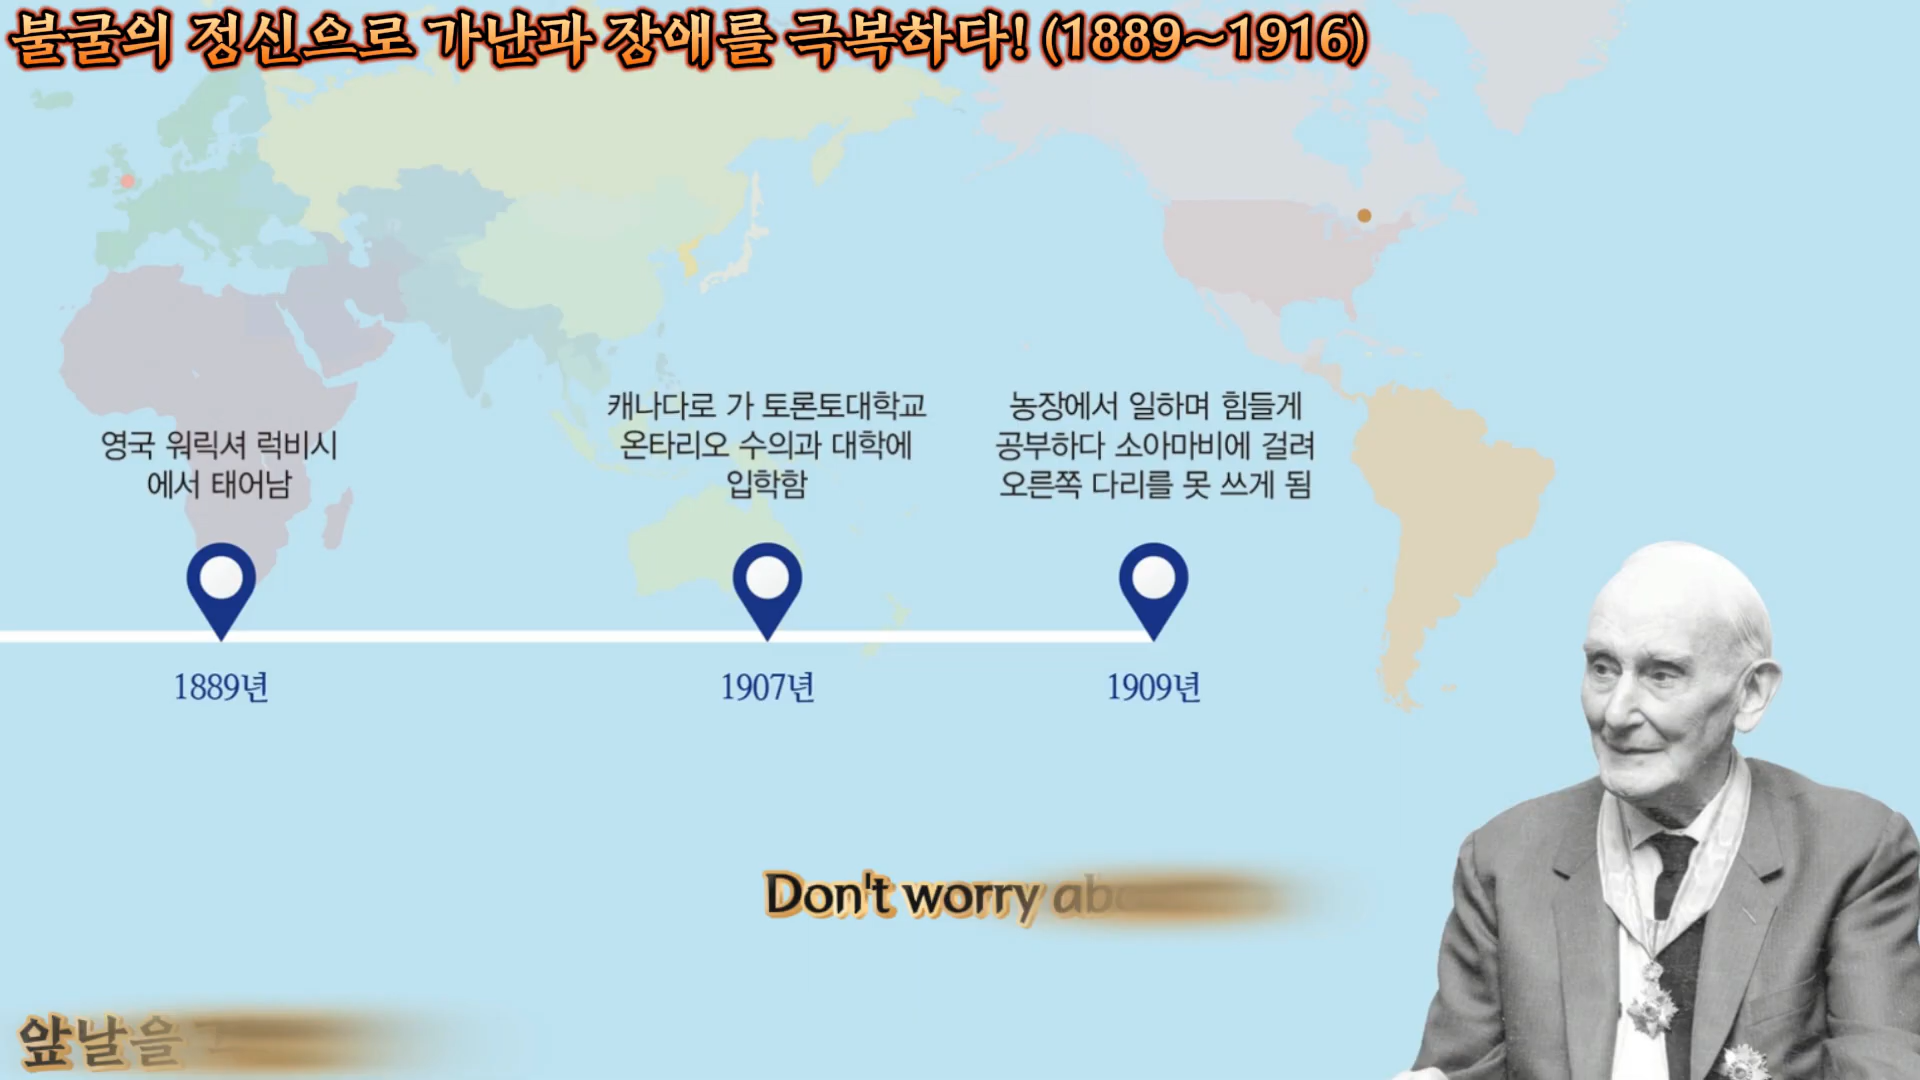 불굴의 정신으로 가난과 장애를 극복하다! (1889~1916)
영국 워릭셔 럭비시
에서 태어남
1889년
캐나다로 가 토론토대학교
온타리오 수의과 대학에
입학함
1907년
농장에서 일하며 힘들게
공부하다 소아마비에 걸려
오른쪽 다리를 못 쓰게 됨
1909년
Don't worry
앞날을